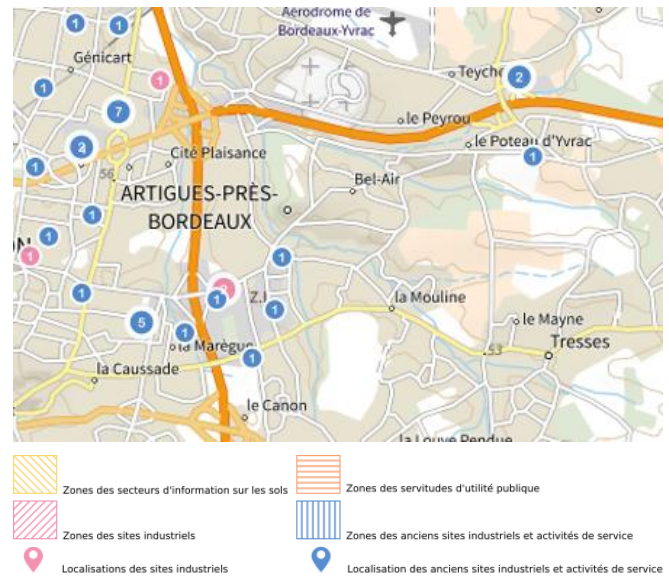 Aérodrome de
Bordeaux-Yvrac
1
1
Génicart
1
1
Teych
2
7
le Peyrou
2
le Poteau d'Yvrac
Cité Plaisance
1
1
56
Bel-Air
ARTIGUES-PRÈS-
BORDEAUX
1
1
ON
1
1
1
1
Z.I
la Mouline
1
5
1
le Mayne
la Marègue
1
53
Tresses
la Caussade
le Canon
la Louve Pendue
Zones des secteurs d'information sur les sols
Zones des servitudes d'utilité publique
Zones des sites industriels
Zones des anciens sites industriels et activités de service
Localisations des sites industriels
Localisation des anciens sites industriels et activités de service